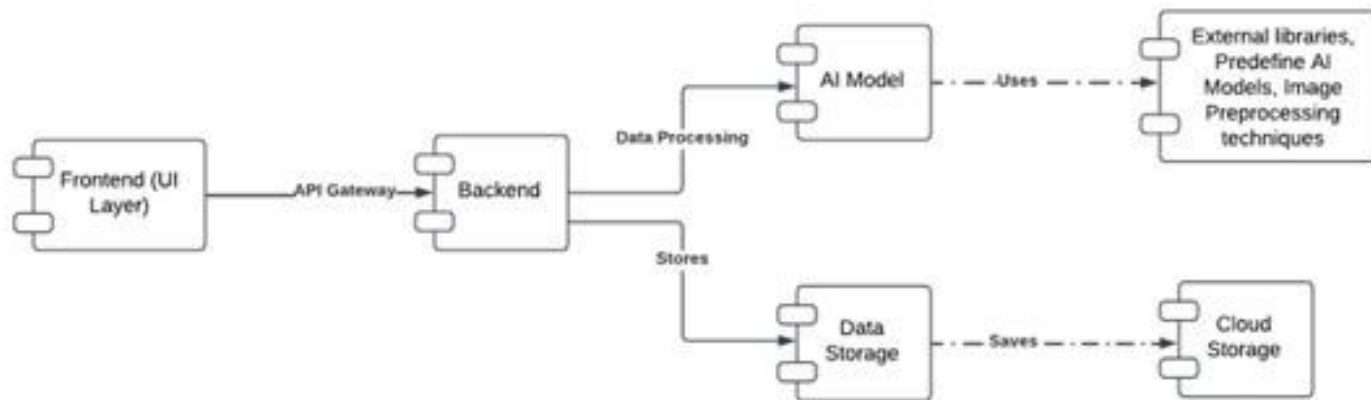 Frontend (UI
Layer)
API Gateway
Backend
Data Processing
Stores
AI Model
Uses
External libraries,
Predefine AI
Models, Image
Preprocessing
techniques
Data
Storage
Saves
Cloud
Storage